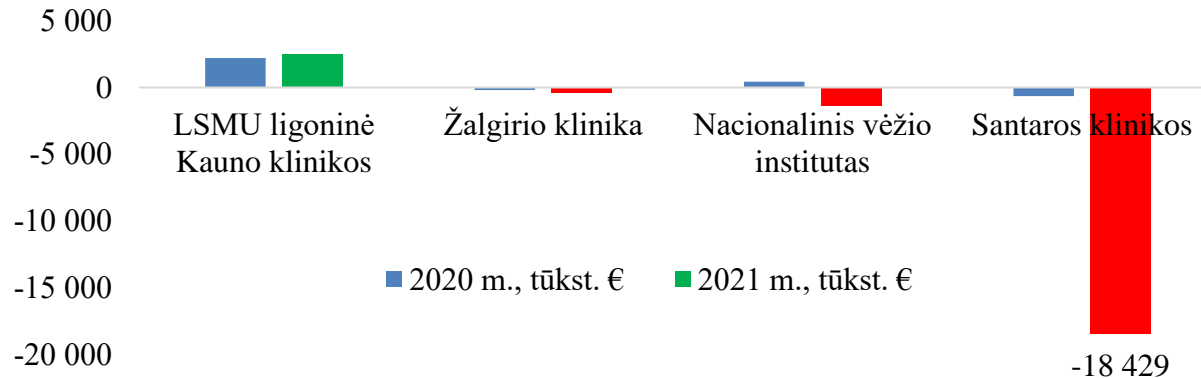 5 000
0
-5 000
-10 000
-15 000
-20 000
LSMU ligoninė
Kauno klinikos
Žalgirio klinika
Nacionalinis vėžio
institutas
Santaros klinikos
2020 m., tūkst. €
2021 m., tūkst. €
-18 429